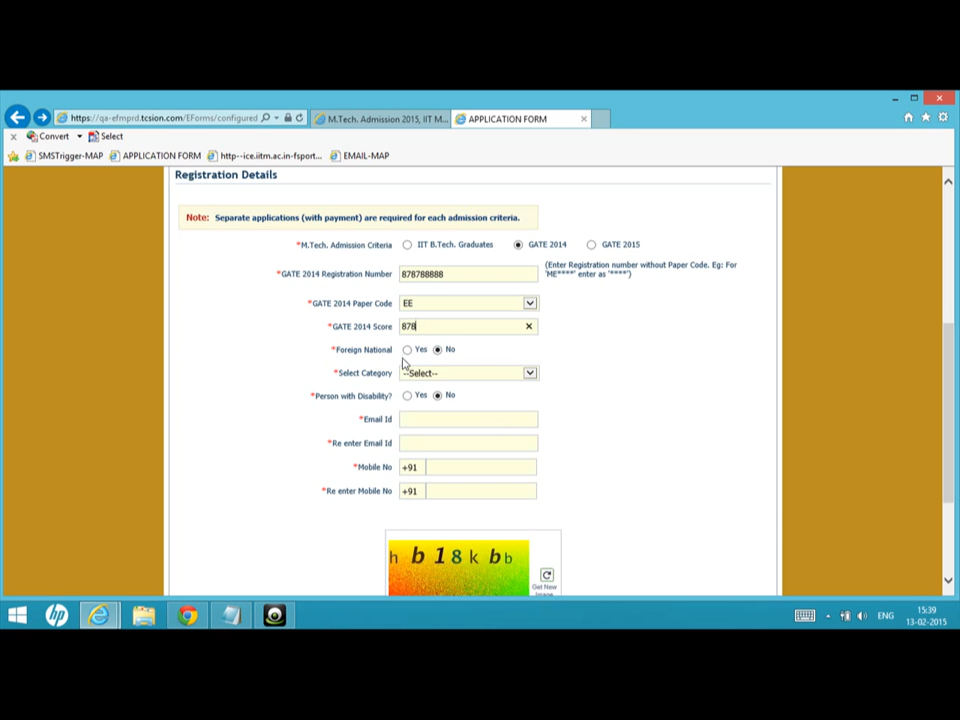 https://qa-efmprd.tcsion.com/EForms/configured
M.Tech. Admission 2015, IIT M...
APPLICATION FORM
Convert
Select
SMSTrigger-MAP
APPLICATION FORM
http--ice.iitm.ac.in-fsport...
EMAIL-MAP
Registration Details
Note: Separate applications (with payment) are required for each admission criteria.
*M.Tech. Admission Criteria IIT B.Tech. Graduates GATE 2014 GATE 2015
*GATE 2014 Registration Number 878788888 (Enter Registration number without Paper Code. Eg: For
'ME****' enter as '****')
*GATE 2014 Paper Code EE
*GATE 2014 Score 878
*Foreign National Yes No
*Select Category --Select--
*Person with Disability? Yes No
*Email Id
*Re enter Email Id
*Mobile No +91
*Re enter Mobile No +91
h b 1 8 k b b
Get New
Image
ENG
15:39
13-02-2015